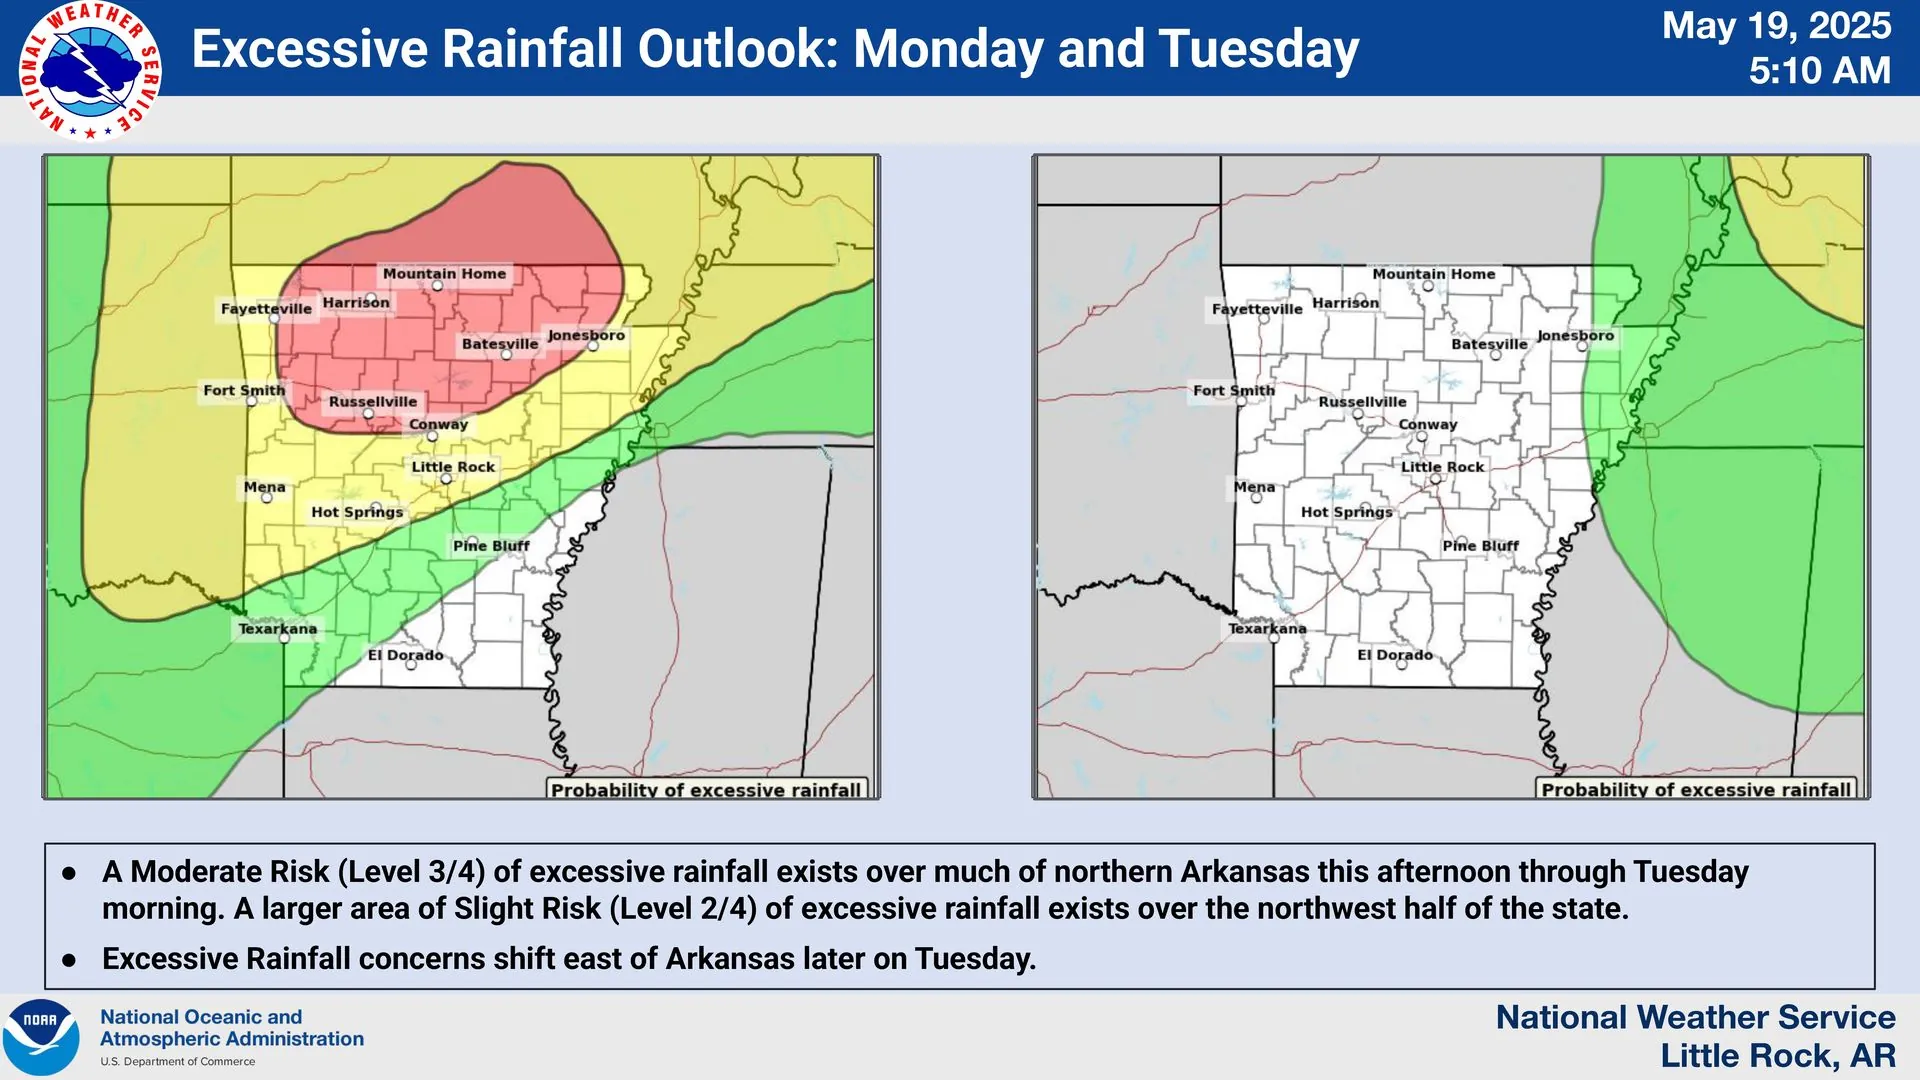 NATIONAL WEATHER SERVICE
Excessive Rainfall Outlook: Monday and Tuesday
May 19, 2025
5:10 AM
Mountain Home
Harrison
Fayetteville
Jonesboro
Batesville
Fort Smith
Russellville
Conway
Little Rock
Mena
Hot Springs
Pine Bluff
Texarkana
El Dorado
Probability of excessive rainfall
Mountain Home
Harrison
Fayetteville
Jonesboro
Batesville
Fort Smith
Russellville
Conway
Little Rock
Mena
Hot Springs
Pine Bluff
Texarkana
El Dorado
Probability of excessive rainfall
● A Moderate Risk (Level 3/4) of excessive rainfall exists over much of northern Arkansas this afternoon through Tuesday
morning. A larger area of Slight Risk (Level 2/4) of excessive rainfall exists over the northwest half of the state.
● Excessive Rainfall concerns shift east of Arkansas later on Tuesday.
NOAA
National Oceanic and
Atmospheric Administration
U.S. Department of Commerce
National Weather Service
Little Rock, AR